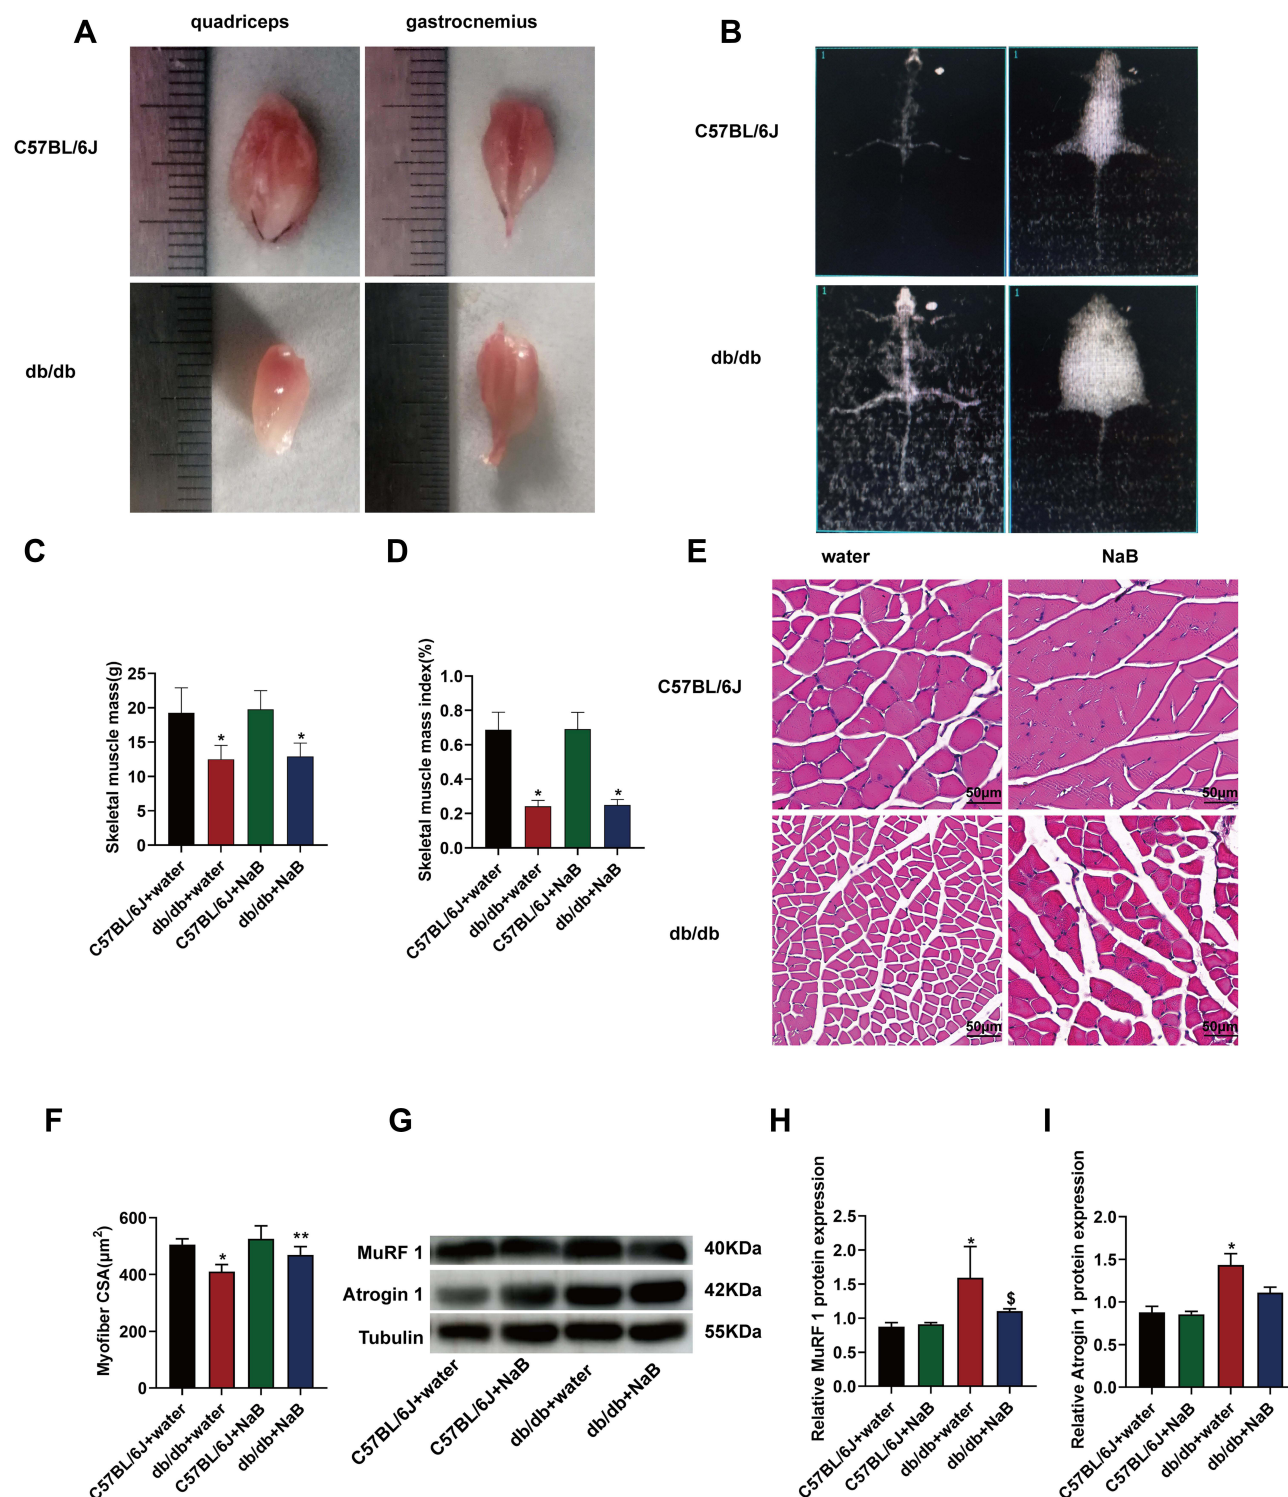 A
quadriceps
gastrocnemius
C57BL/6J
db/db
B
1
1
C57BL/6J
1
1
db/db
C
Skeletal muscle mass(g)
25
20
15
10
5
0
*
*
C57BL/6J+water
db/db+water
C57BL/6J+NaB
db/db+NaB
D
Skeletal muscle mass index(%)
1.0
0.8
0.6
0.4
0.2
0.0
*
*
C57BL/6J+water
db/db+water
C57BL/6J+NaB
db/db+NaB
E
water
NaB
C57BL/6J
50μm
50μm
db/db
50μm
50μm
F
Myofiber CSA(μm²)
600
400
200
0
*
**
C57BL/6J+water
db/db+water
C57BL/6J+NaB
db/db+NaB
G
MuRF 1
40KDa
Atrogin 1
42KDa
Tubulin
55KDa
C57BL/6J+water
C57BL/6J+NaB
db/db+water
db/db+NaB
H
Relative MuRF 1 protein expression
2.5
2.0
1.5
1.0
0.5
0.0
*
$
C57BL/6J+water
C57BL/6J+NaB
db/db+water
db/db+NaB
I
Relative Atrogin 1 protein expression
2.0
1.5
1.0
0.5
0.0
*
C57BL/6J+water
C57BL/6J+NaB
db/db+water
db/db+NaB